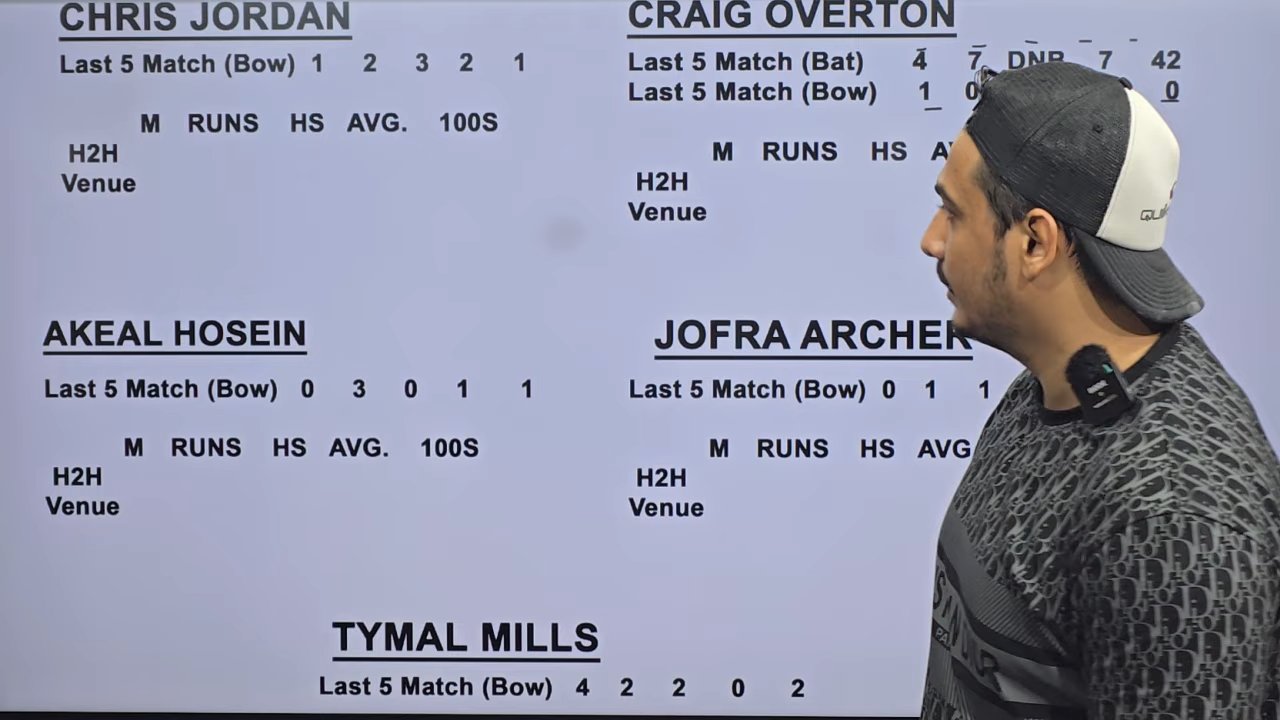 CHRIS JORDAN
Last 5 Match (Bow) 1 2 3 2 1
M RUNS HS AVG. 100S
H2H
Venue
CRAIG OVERTON
Last 5 Match (Bat) 4 7 DNB 7 42
Last 5 Match (Bow) 1 0 0
M RUNS HS
H2H
Venue
AKEAL HOSEIN
Last 5 Match (Bow) 0 3 0 1 1
M RUNS HS AVG. 100S
H2H
Venue
JOFRA ARCHER
Last 5 Match (Bow) 0 1 1
M RUNS HS AVG
H2H
Venue
TYMAL MILLS
Last 5 Match (Bow) 4 2 2 0 2